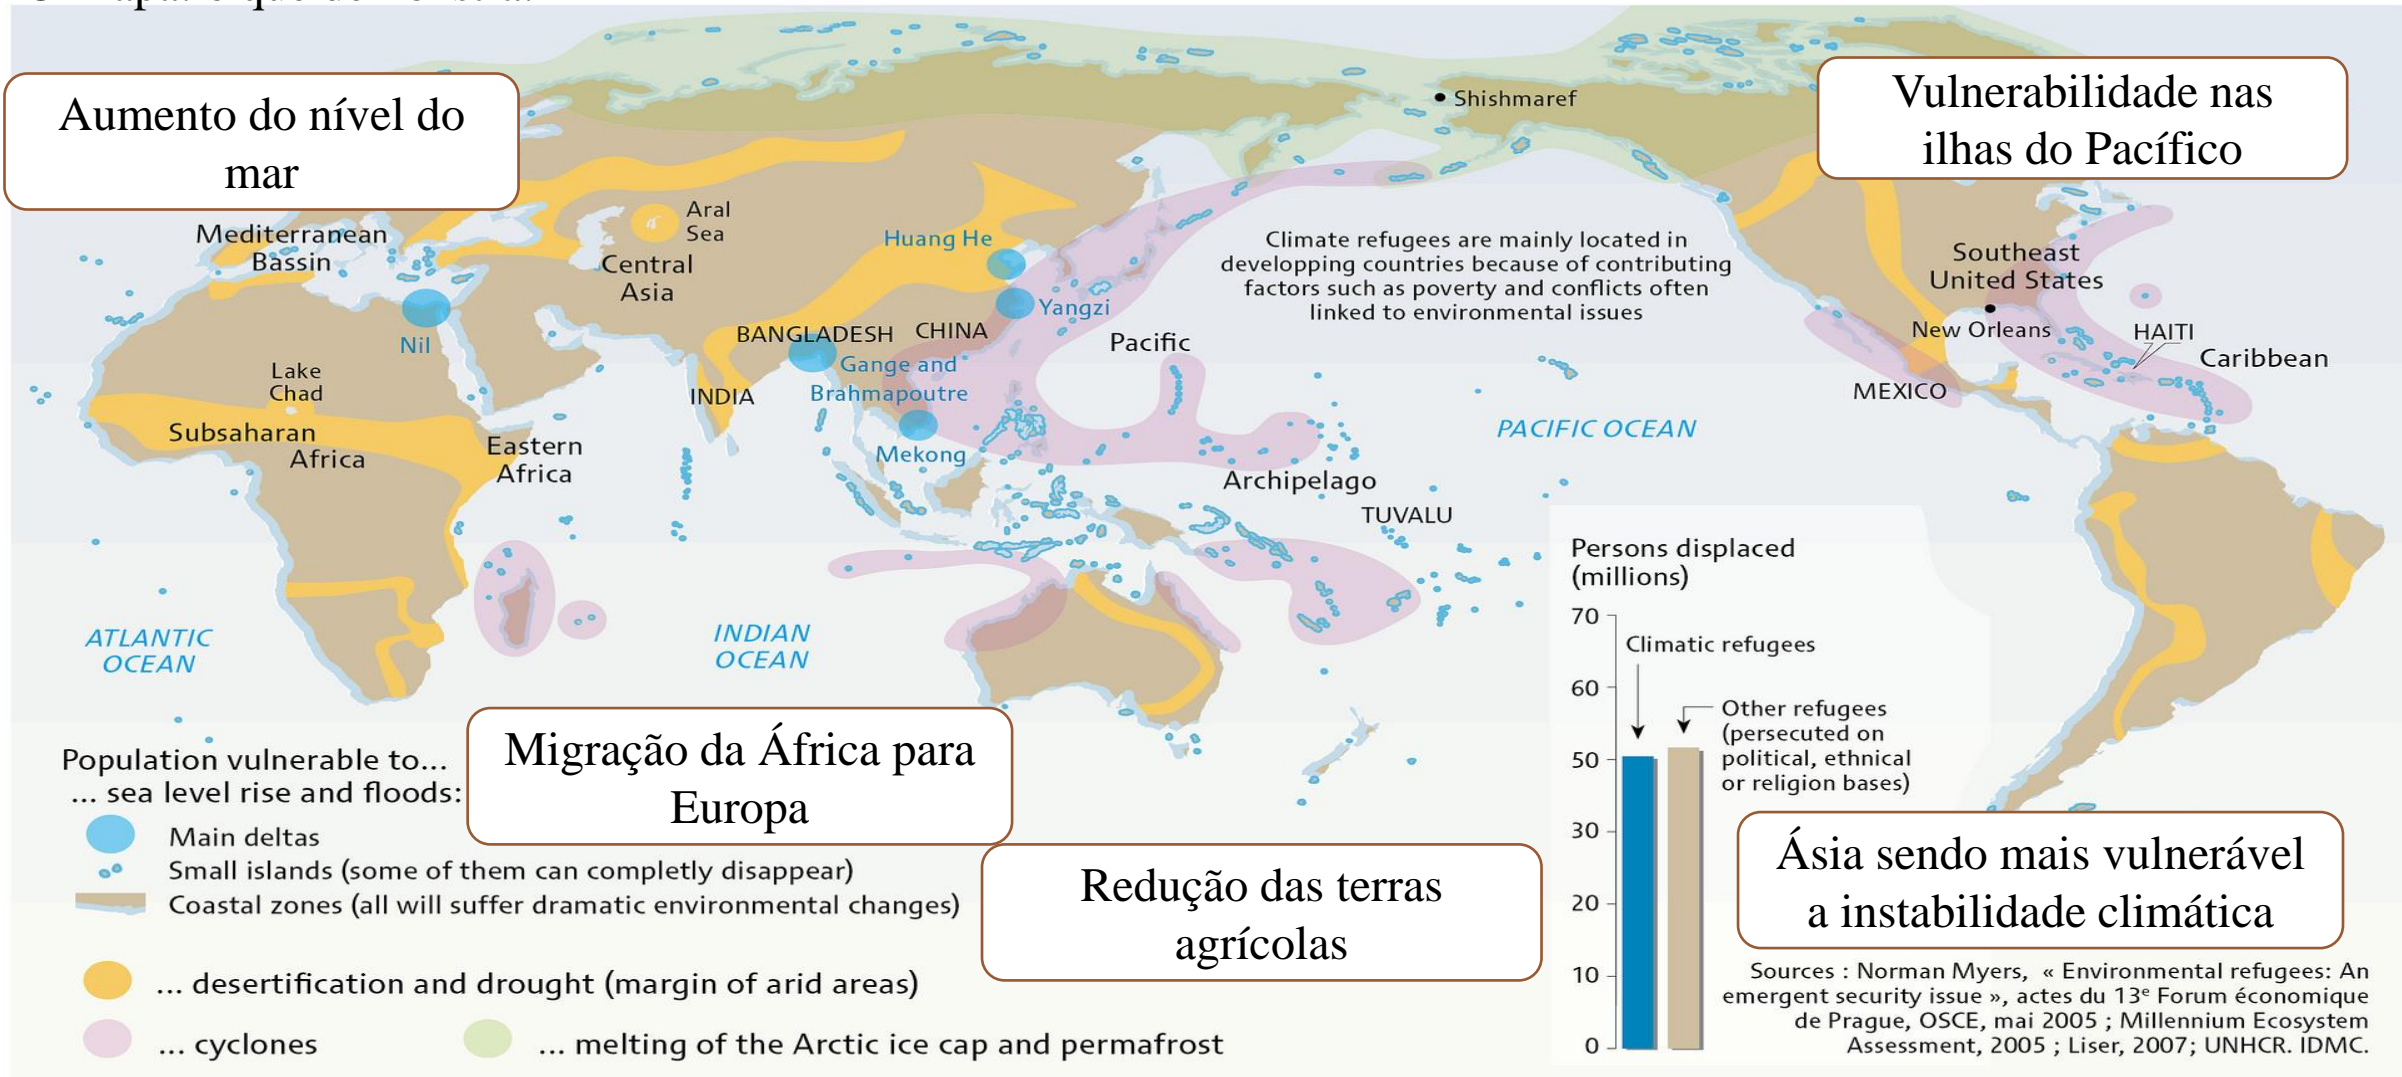 Aumento do nível do
mar
Vulnerabilidade nas
ilhas do Pacífico
Shishmaref
Mediterranean
Bassin
Aral
Sea
Central
Asia
Huang He
Yangzi
Nil
BANGLADESH
CHINA
Gange and
Brahmapoutre
INDIA
Mekong
Lake
Chad
Subsaharan
Africa
Eastern
Africa
Climate refugees are mainly located in
developping countries because of contributing
factors such as poverty and conflicts often
linked to environmental issues
Pacific
Archipelago
TUVALU
PACIFIC OCEAN
Southeast
United States
New Orleans
HAITI
Caribbean
MEXICO
ATLANTIC
OCEAN
INDIAN
OCEAN
Persons displaced
(millions)
70
60
50
30
20
10
0
Climatic refugees
Other refugees
(persecuted on
political, ethnical
or religion bases)
Migração da África para
Europa
Redução das terras
agrícolas
Ásia sendo mais vulnerável
a instabilidade climática
Population vulnerable to...
... sea level rise and floods:
Main deltas
Small islands (some of them can completly disappear)
Coastal zones (all will suffer dramatic environmental changes)
... desertification and drought (margin of arid areas)
... cyclones
... melting of the Arctic ice cap and permafrost
Sources : Norman Myers, « Environmental refugees: An
emergent security issue », actes du 13e Forum économique
de Prague, OSCE, mai 2005 ; Millennium Ecosystem
Assessment, 2005 ; Liser, 2007; UNHCR. IDMC.